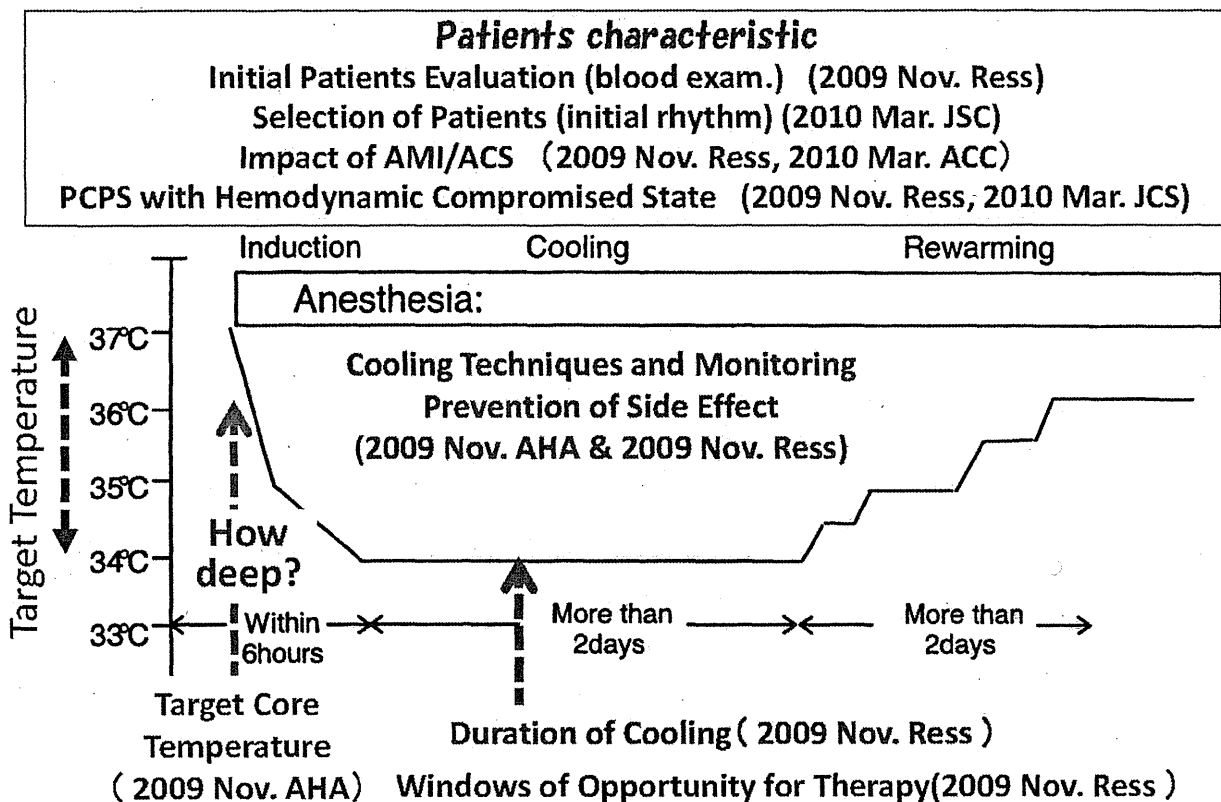 Patients characteristic
Initial Patients Evaluation (blood exam.) (2009 Nov. Ress)
Selection of Patients (initial rhythm) (2010 Mar. JSC)
Impact of AMI/ACS (2009 Nov. Ress, 2010 Mar. ACC)
PCPS with Hemodynamic Compromised State (2009 Nov. Ress, 2010 Mar. JCS)
Induction Cooling Rewarming
Anesthesia:
Target Temperature
37℃
36℃
35℃
34℃
33℃
Cooling Techniques and Monitoring
Prevention of Side Effect
(2009 Nov. AHA & 2009 Nov. Ress)
How
deep?
Within
6hours
More than
2days
More than
2days
Target Core
Temperature
(2009 Nov. AHA)
Duration of Cooling( 2009 Nov. Ress )
Windows of Opportunity for Therapy(2009 Nov. Ress )